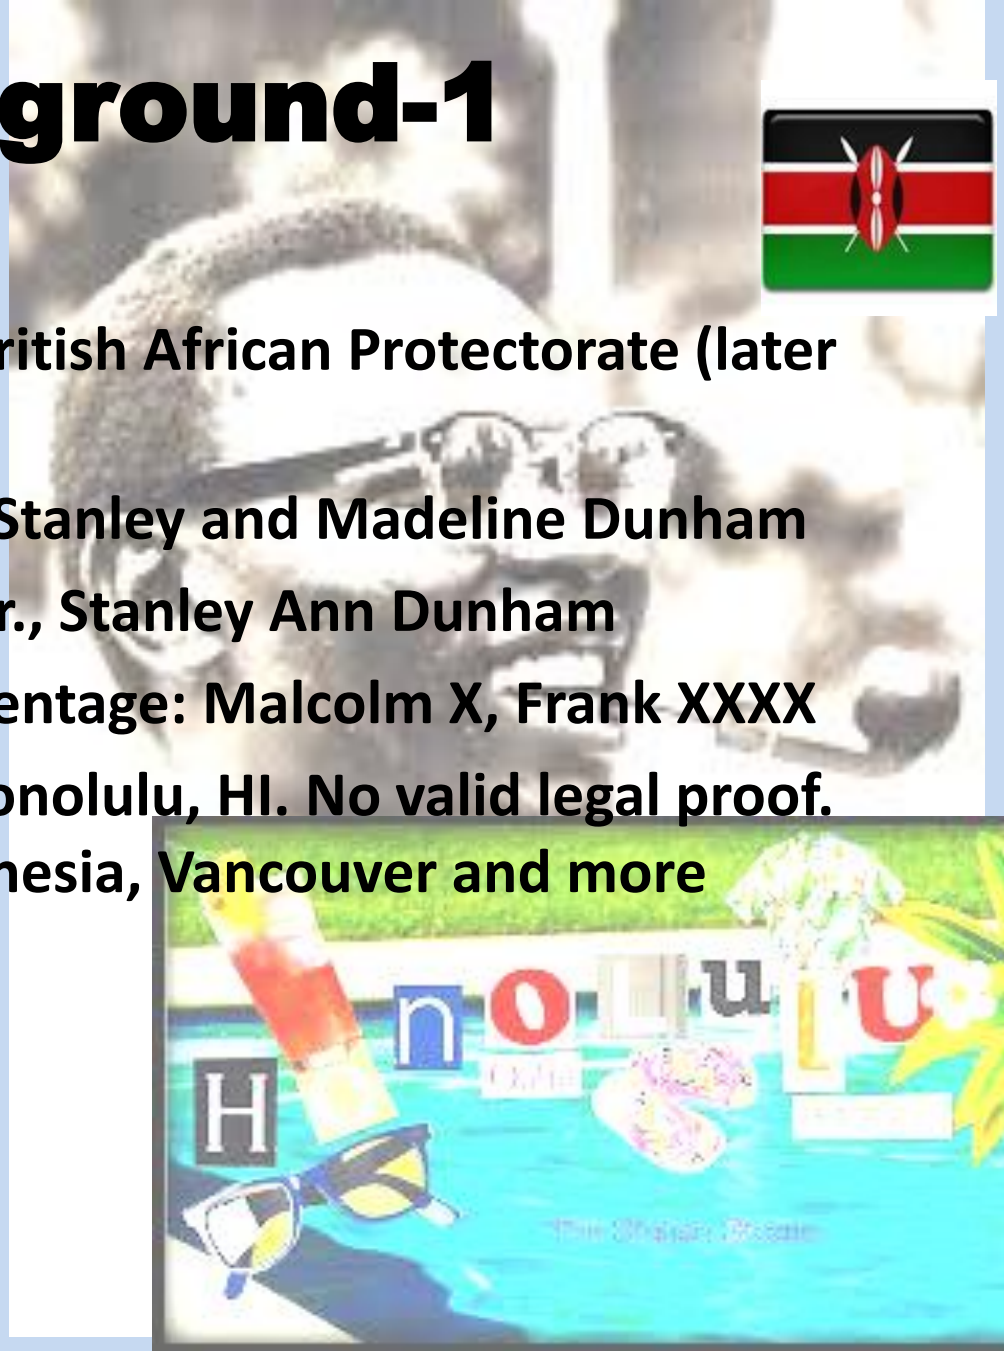 ground-1
ritish African Protectorate (later
Stanley and Madeline Dunham
r., Stanley Ann Dunham
entage: Malcolm X, Frank XXXX
onolulu, HI. No valid legal proof.
nesia, Vancouver and more
H nolulu